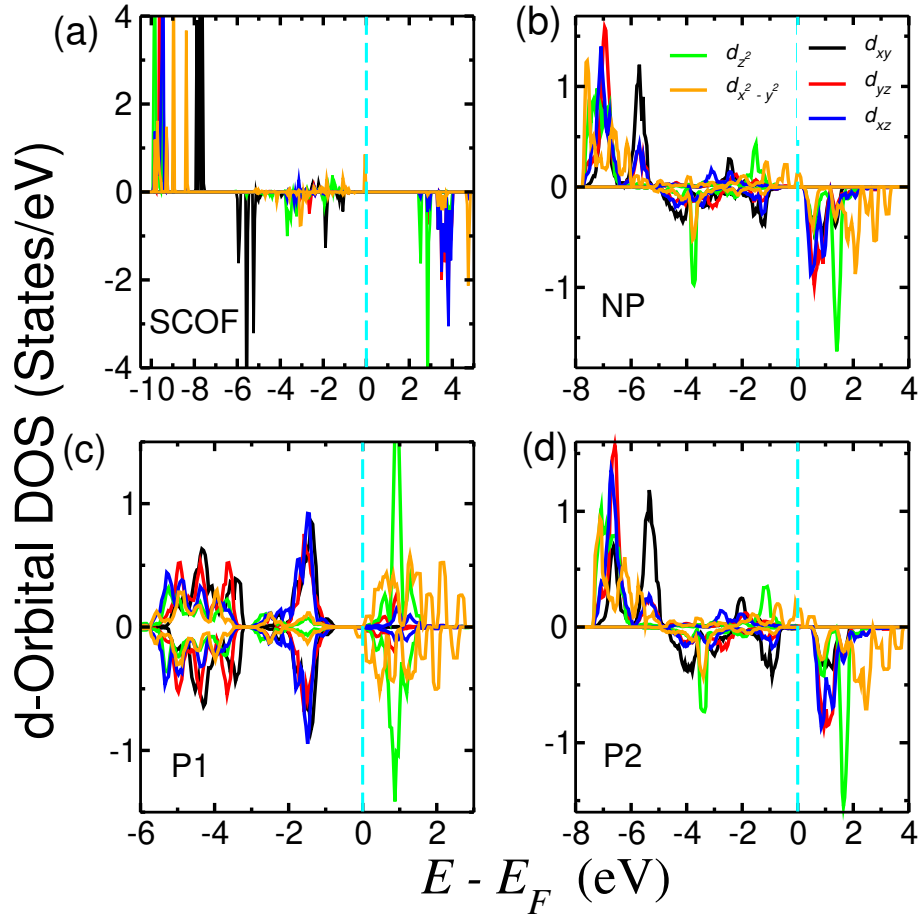 (a)
(b)
4
2
0
-2
-4
-10 -8 -6 -4 -2 0 2 4
SCOF
1
0
-1
-8 -6 -4 -2 0 2 4
NP
d_{z^2}
d_{x^2 - y^2}
d_{xy}
d_{yz}
d_{xz}
(c)
(d)
1
0
-1
-6 -4 -2 0 2
P1
1
0
-1
-8 -6 -4 -2 0 2 4
P2
d-Orbital DOS (States/eV)
E - E_F (eV)